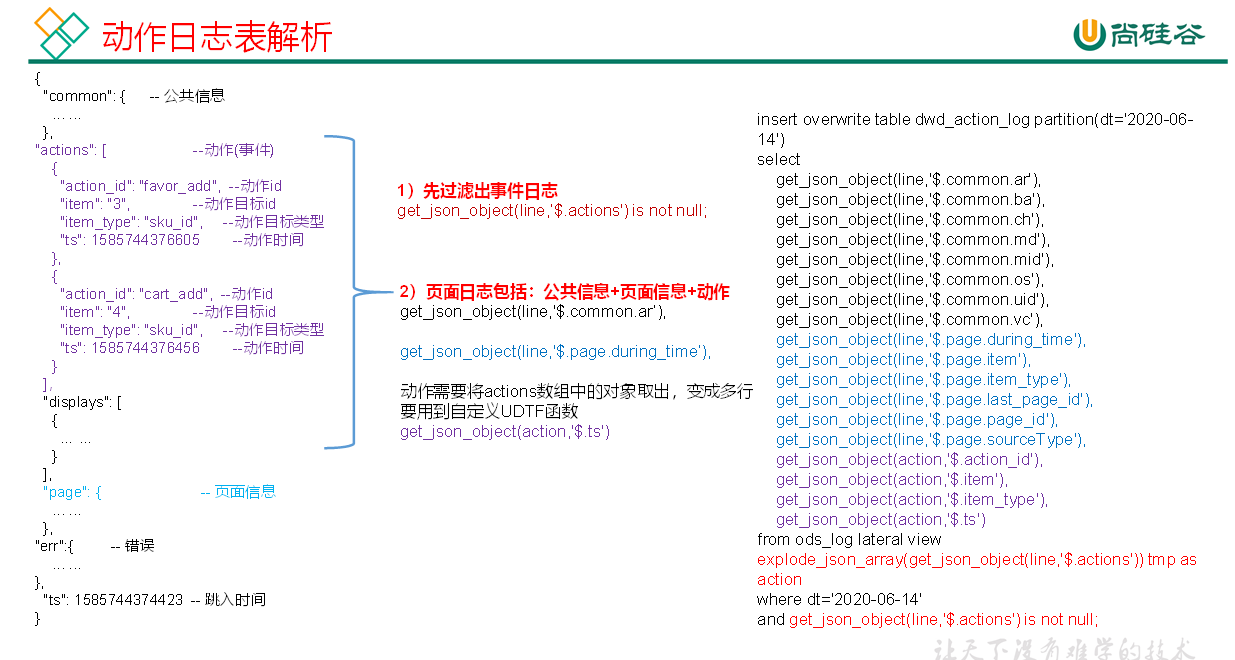 动作日志表解析
尚硅谷
{
"common": { -- 公共信息
... ...
},
"actions": [ --动作(事件)
{
"action_id": "favor_add", --动作id
"item": "3", --动作目标id
"item_type": "sku_id", --动作目标类型
"ts": 1585744376605 --动作时间
},
{
"action_id": "cart_add", --动作id
"item": "4", --动作目标id
"item_type": "sku_id", --动作目标类型
"ts": 1585744376456 --动作时间
}
],
"displays": [
{
... ...
}
],
"page": { -- 页面信息
... ...
},
"err":{ -- 错误
... ...
},
"ts": 1585744374423 -- 跳入时间
}
1）先过滤出事件日志
get_json_object(line,'$.actions') is not null;
2）页面日志包括：公共信息+页面信息+动作
get_json_object(line,'$.common.ar'),
get_json_object(line,'$.page.during_time'),
动作需要将actions数组中的对象取出，变成多行
要用到自定义UDTF函数
get_json_object(action,'$.ts')
insert overwrite table dwd_action_log partition(dt='2020-06-
14')
select
get_json_object(line,'$.common.ar'),
get_json_object(line,'$.common.ba'),
get_json_object(line,'$.common.ch'),
get_json_object(line,'$.common.md'),
get_json_object(line,'$.common.mid'),
get_json_object(line,'$.common.os'),
get_json_object(line,'$.common.uid'),
get_json_object(line,'$.common.vc'),
get_json_object(line,'$.page.during_time'),
get_json_object(line,'$.page.item'),
get_json_object(line,'$.page.item_type'),
get_json_object(line,'$.page.last_page_id'),
get_json_object(line,'$.page.page_id'),
get_json_object(line,'$.page.sourceType'),
get_json_object(action,'$.action_id'),
get_json_object(action,'$.item'),
get_json_object(action,'$.item_type'),
get_json_object(action,'$.ts')
from ods_log lateral view
explode_json_array(get_json_object(line,'$.actions')) tmp as
action
where dt='2020-06-14'
and get_json_object(line,'$.actions') is not null;
让天下没有难学的技术